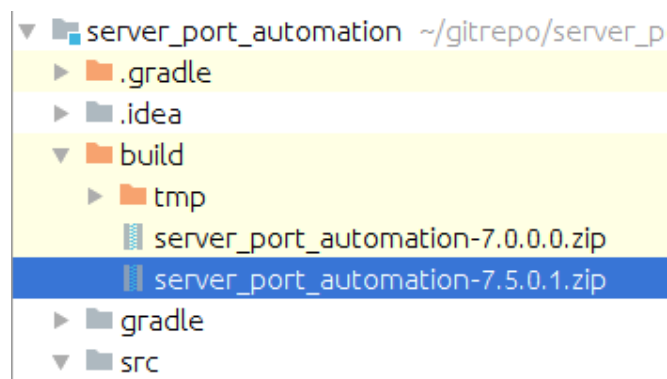 server_port_automation ~/gitrepo/server_p
.gradle
.idea
build
tmp
server_port_automation-7.0.0.0.zip
server_port_automation-7.5.0.1.zip
gradle
src